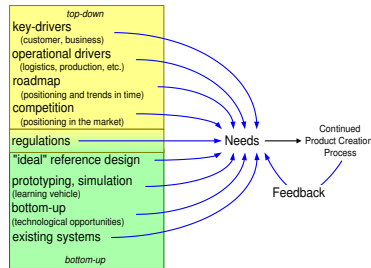 top-down
key-drivers
(customer, business)
operational drivers
(logistics, production, etc.)
roadmap
(positioning and trends in time)
competition
(positioning in the market)
regulations
"ideal" reference design
prototyping, simulation
(learning vehicle)
bottom-up
(technological opportunities)
existing systems
bottom-up
Needs
Continued
Product Creation
Process
Feedback